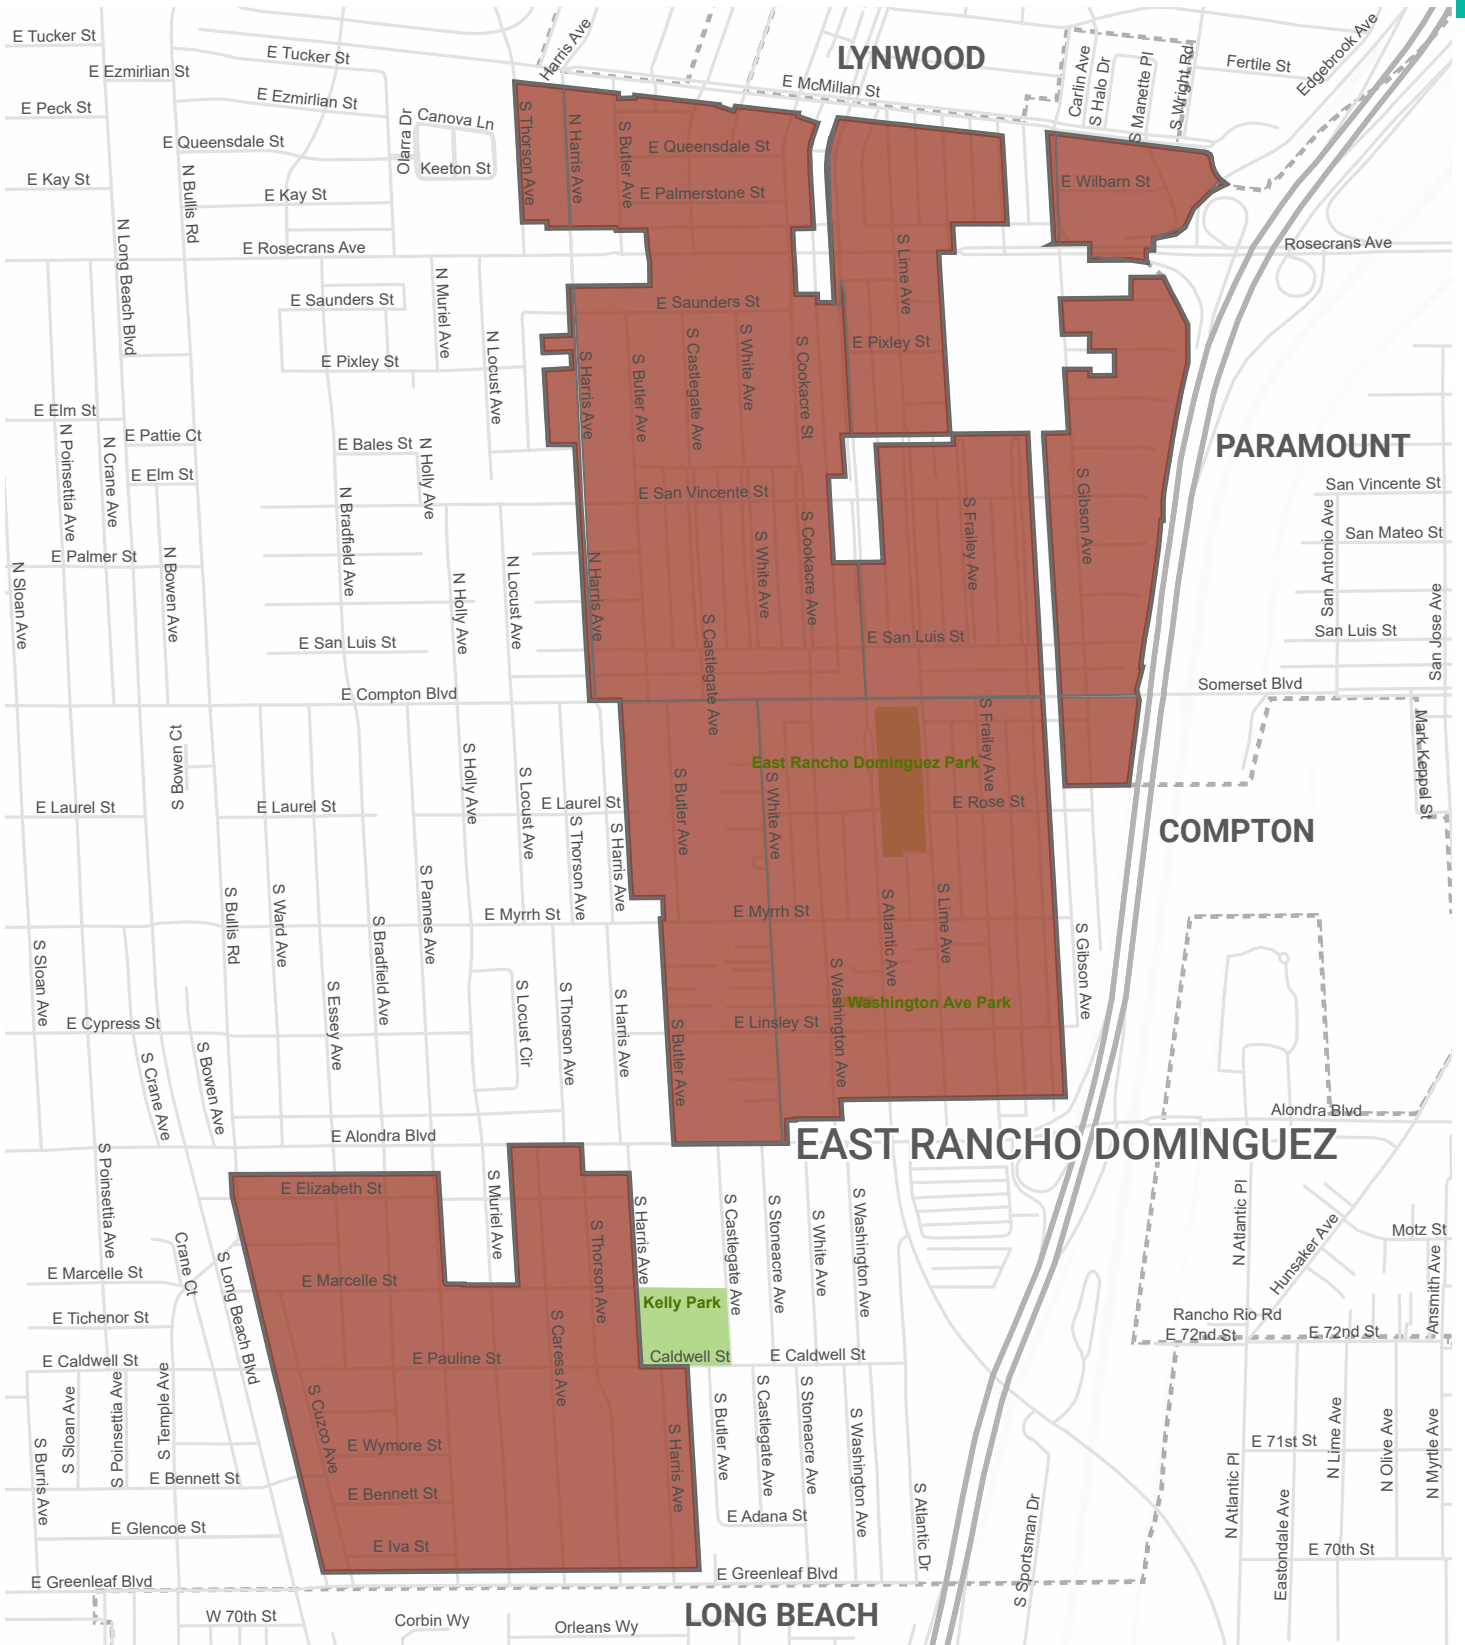 E Tucker St
E Tucker St
Harris Ave
LYNWOOD
Edgebrook Ave
E Ezmirlian St
E Ezmirlian St
E McMillan St
Carlin Ave
S Halo Dr
S Manette Pl
S Wright Rd
Fertile St
E Peck St
Olarra Dr
Canova Ln
Keeton St
S Thorson Ave
N Harris Ave
S Butler Ave
E Queensdale St
E Queensdale St
E Palmerstone St
E Wilbarn St
E Kay St
E Kay St
N Bullis Rd
N Long Beach Blvd
E Rosecrans Ave
Rosecrans Ave
S Lime Ave
E Saunders St
N Muriel Ave
E Saunders St
E Pixley St
N Locust Ave
S Harris Ave
S Butler Ave
S Castlegate Ave
S White Ave
S Cookacre St
E Pixley St
E Elm St
N Poinsettia Ave
N Crane Ave
E Pattie Ct
E Elm St
E Bales St
N Holly Ave
PARAMOUNT
San Vincente St
E San Vincente St
N Bradfield Ave
S Cookacre Ave
S Frailey Ave
S Gibson Ave
San Antonio Ave
San Mateo St
E Palmer St
N Sloan Ave
N Bowen Ave
N Holly Ave
N Locust Ave
N Harris Ave
S White Ave
S Castlegate Ave
E San Luis St
E San Luis St
San Luis St
San Jose Ave
E Compton Blvd
Somerset Blvd
S Bowen Ct
S Holly Ave
S Frailey Ave
Mark Keppel St
East Rancho Dominguez Park
S Butler Ave
S White Ave
E Rose St
E Laurel St
E Laurel St
S Locust Ave
E Laurel St
S Thorson Ave
S Harris Ave
COMPTON
S Bullis Rd
S Ward Ave
S Pannes Ave
S Bradfield Ave
E Myrrh St
E Myrrh St
S Atlantic Ave
S Lime Ave
S Gibson Ave
S Sloan Ave
E Cypress St
S Essey Ave
S Locust Cir
S Thorson Ave
S Harris Ave
S Butler Ave
E Linsley St
S Washington Ave
Washington Ave Park
S Crane Ave
S Bowen Ave
E Alondra Blvd
Alondra Blvd
EAST RANCHO DOMINGUEZ
S Poinsettia Ave
E Elizabeth St
S Muriel Ave
S Thorson Ave
S Harris Ave
S Castlegate Ave
S Stoneacre Ave
S White Ave
S Washington Ave
N Atlantic Pl
Hunsaker Ave
Motz St
Ansmith Ave
Crane Ct
S Long Beach Blvd
E Marcelle St
E Marcelle St
Kelly Park
E Tichenor St
Rancho Rio Rd
E 72nd St
E 72nd St
E Caldwell St
E Pauline St
S Caress Ave
Caldwell St
E Caldwell St
S Burris Ave
S Sloan Ave
S Poinsettia Ave
S Temple Ave
S Cuzco Ave
E Wymore St
S Harris Ave
S Butler Ave
S Castlegate Ave
S Stoneacre Ave
S Washington Ave
E 71st St
N Lime Ave
N Olive Ave
N Myrtle Ave
E Bennett St
E Bennett St
E Glencoe St
E Adana St
S Atlantic Dr
S Sportsman Dr
N Atlantic Pl
Eastondale Ave
E Iva St
E 70th St
E Greenleaf Blvd
E Greenleaf Blvd
W 70th St
Corbin Wy
Orleans Wy
LONG BEACH